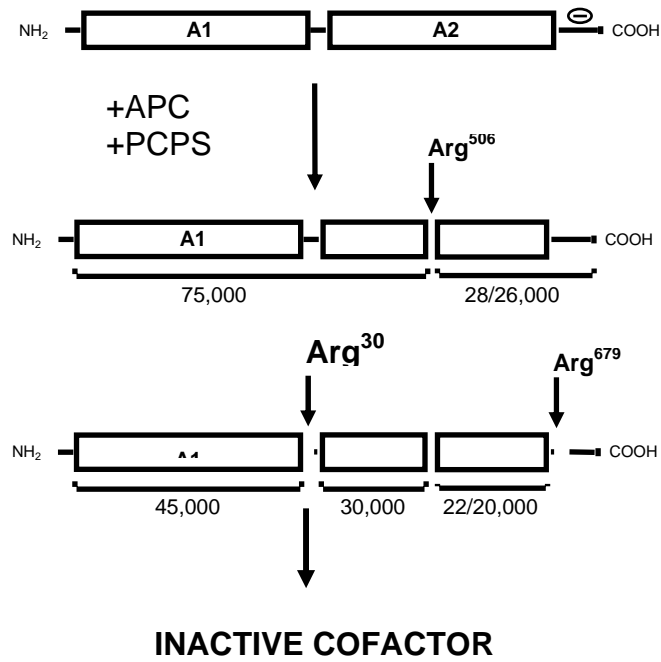 NH₂ A1 A2 ⊖ COOH
+APC
+PCPS
Arg⁵⁰⁶
NH₂ A1 COOH
75,000 28/26,000
Arg³⁰ Arg⁶⁷⁹
NH₂ COOH
45,000 30,000 22/20,000
INACTIVE COFACTOR